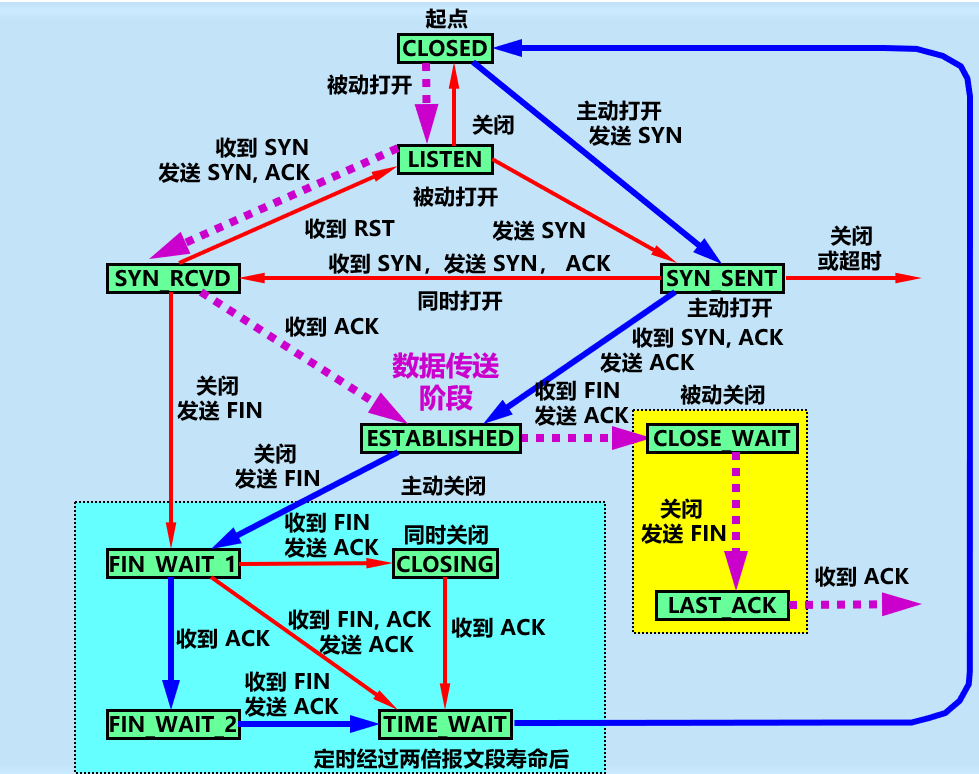 起点
CLOSED
被动打开
关闭
主动打开
发送 SYN
收到 SYN
发送 SYN, ACK
LISTEN
被动打开
收到 RST
发送 SYN
关闭
或超时
收到 SYN，发送 SYN， ACK
SYN_RCVD
SYN_SENT
同时打开
主动打开
收到 ACK
收到 SYN, ACK
发送 ACK
数据传送
阶段
关闭
发送 FIN
收到 FIN
发送 ACK
被动关闭
ESTABLISHED
CLOSE_WAIT
关闭
发送 FIN
主动关闭
关闭
发送 FIN
收到 FIN
发送 ACK
同时关闭
FIN_WAIT_1
CLOSING
收到 ACK
LAST_ACK
收到 ACK
收到 FIN, ACK
发送 ACK
收到 ACK
收到 FIN
发送 ACK
FIN_WAIT_2
TIME_WAIT
定时经过两倍报文段寿命后